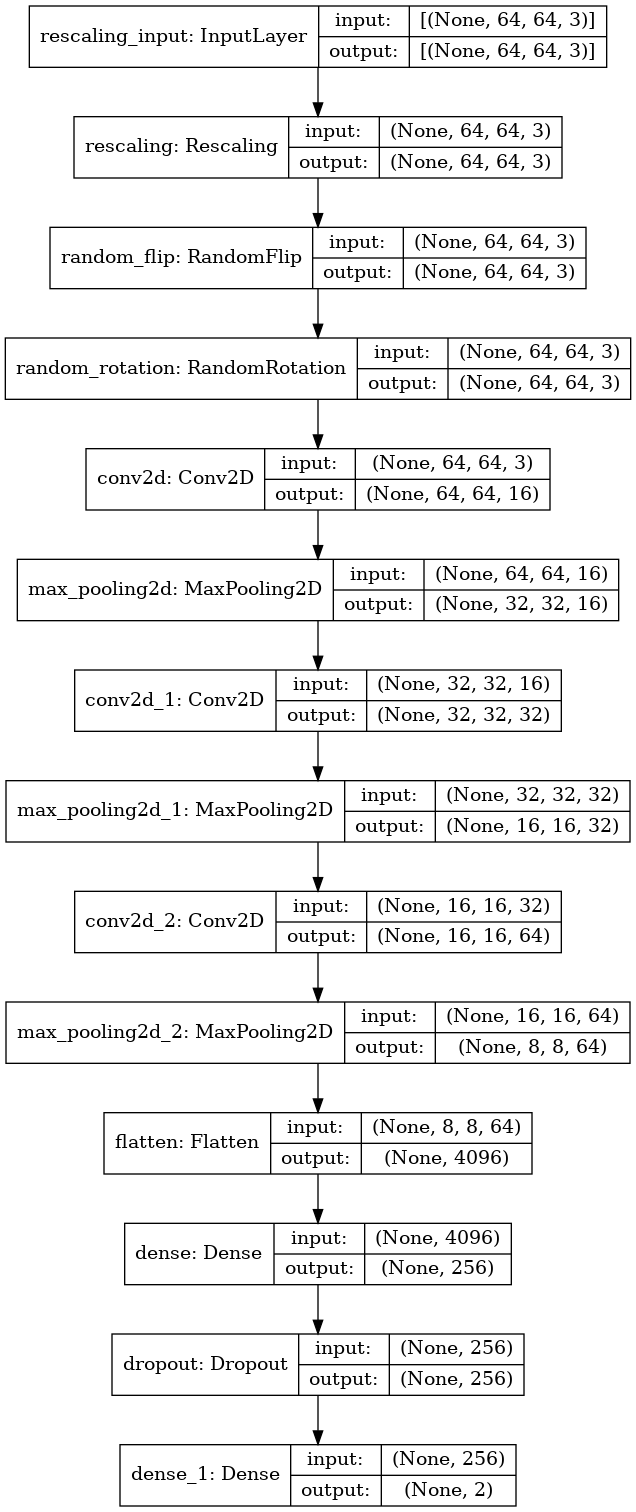 rescaling_input: InputLayer
input: [(None, 64, 64, 3)]
output: [(None, 64, 64, 3)]
rescaling: Rescaling
input: (None, 64, 64, 3)
output: (None, 64, 64, 3)
random_flip: RandomFlip
input: (None, 64, 64, 3)
output: (None, 64, 64, 3)
random_rotation: RandomRotation
input: (None, 64, 64, 3)
output: (None, 64, 64, 3)
conv2d: Conv2D
input: (None, 64, 64, 3)
output: (None, 64, 64, 16)
max_pooling2d: MaxPooling2D
input: (None, 64, 64, 16)
output: (None, 32, 32, 16)
conv2d_1: Conv2D
input: (None, 32, 32, 16)
output: (None, 32, 32, 32)
max_pooling2d_1: MaxPooling2D
input: (None, 32, 32, 32)
output: (None, 16, 16, 32)
conv2d_2: Conv2D
input: (None, 16, 16, 32)
output: (None, 16, 16, 64)
max_pooling2d_2: MaxPooling2D
input: (None, 16, 16, 64)
output: (None, 8, 8, 64)
flatten: Flatten
input: (None, 8, 8, 64)
output: (None, 4096)
dense: Dense
input: (None, 4096)
output: (None, 256)
dropout: Dropout
input: (None, 256)
output: (None, 256)
dense_1: Dense
input: (None, 256)
output: (None, 2)